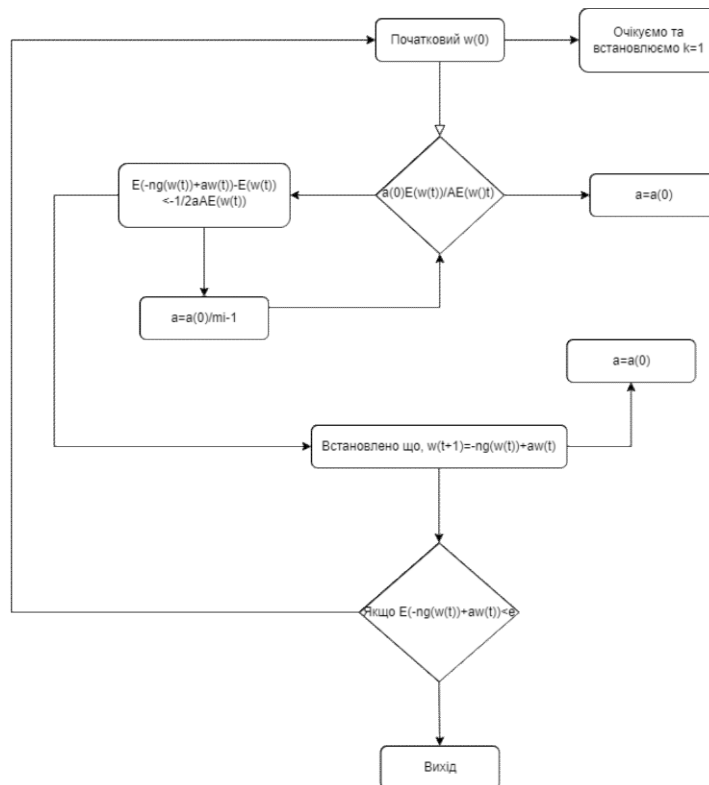 Початковий w(0)
Очікуємо та
встановлюємо k=1
E(-ng(w(t))+aw(t))-E(w(t))
<-1/2aAE(w(t))
a(0)E(w(t))/AE(w()t)
a=a(0)
a=a(0)/mi-1
a=a(0)
Встановлено що, w(t+1)=-ng(w(t))+aw(t)
Якщо E(-ng(w(t))+aw(t))<e
Вихід